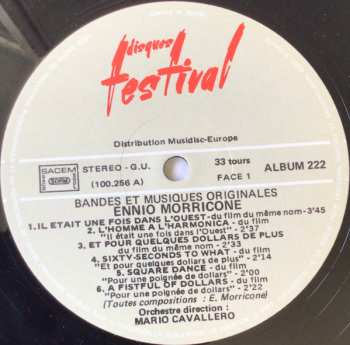 disques
festival
Distribution Musidisc-Europe
SACEM
STEREO - G.U.
(100.256 A)
33 tours
FACE 1
ALBUM 222
BANDES ET MUSIQUES ORIGINALES
ENNIO MORRICONE
1. IL ETAIT UNE FOIS DANS L'OUEST - du film du même nom - 3'45
2. L'HOMME A L'HARMONICA - du film
"Il était une fois dans l'Ouest" - 2'00
3. ET POUR QUELQUES DOLLARS DE PLUS
du film du même nom - 2'33
4. SIXTY-SECONDS TO WHAT - du film
"Et pour quelques dollars de plus" - 2'37
5. SQUARE DANCE - du film
"Pour une poignée de dollars" - 2'00
6. A FISTFUL OF DOLLARS - du film
"Pour une poignée de dollars" - 2'22
(Toutes compositions : E. Morricone)
Orchestre direction :
MARIO CAVALLERO